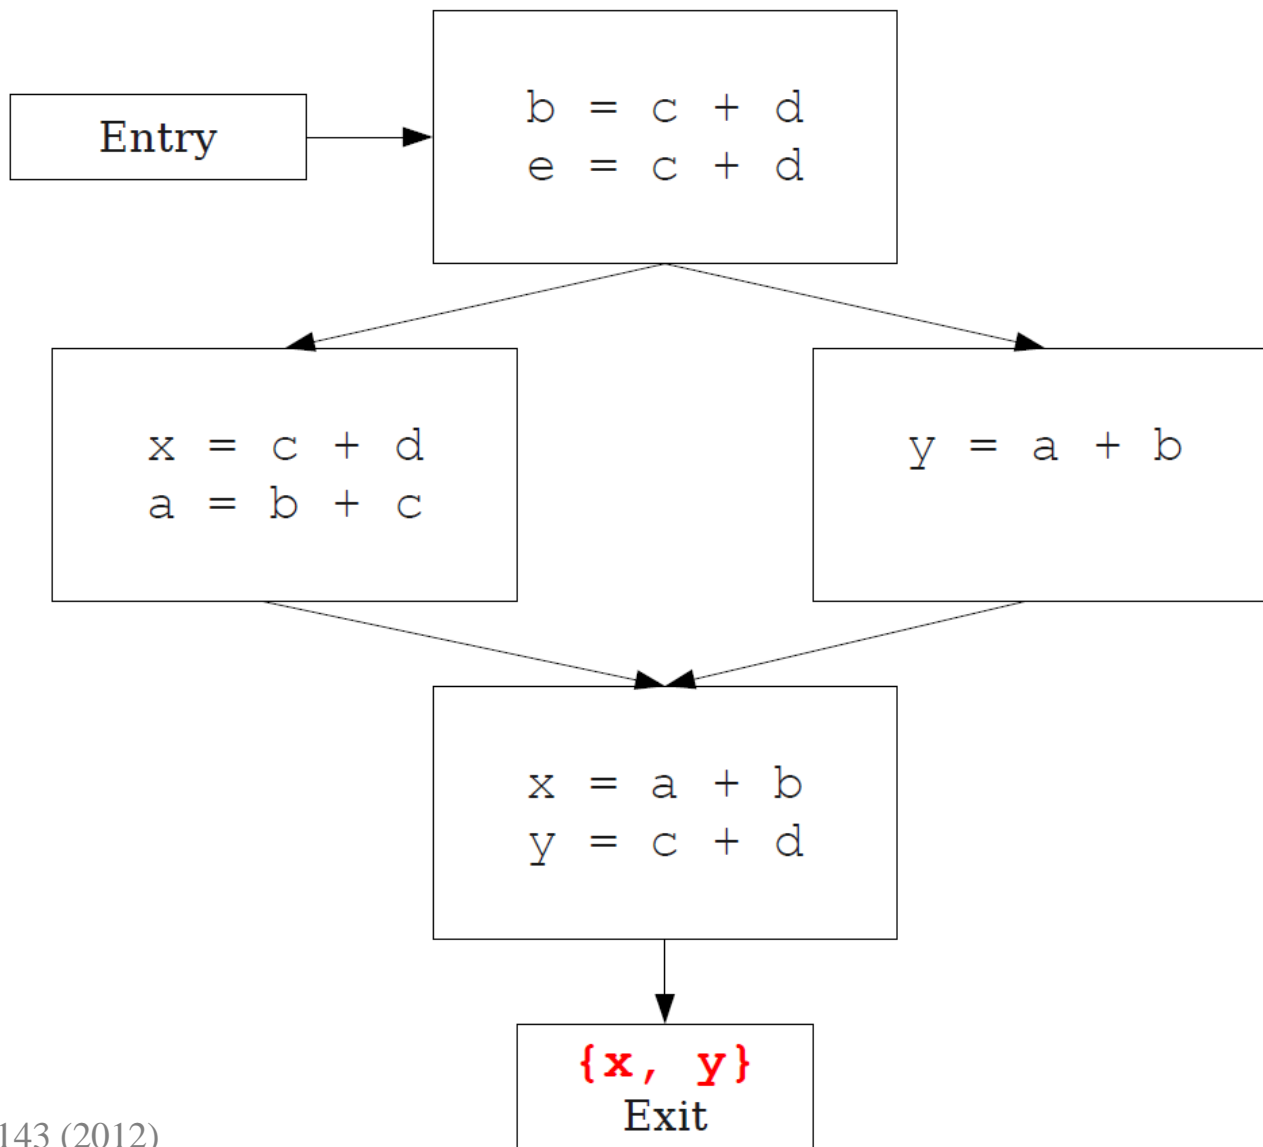 Entry
b = c + d
e = c + d
x = c + d
a = b + c
y = a + b
x = a + b
y = c + d
{x, y}
Exit
143 (2012)